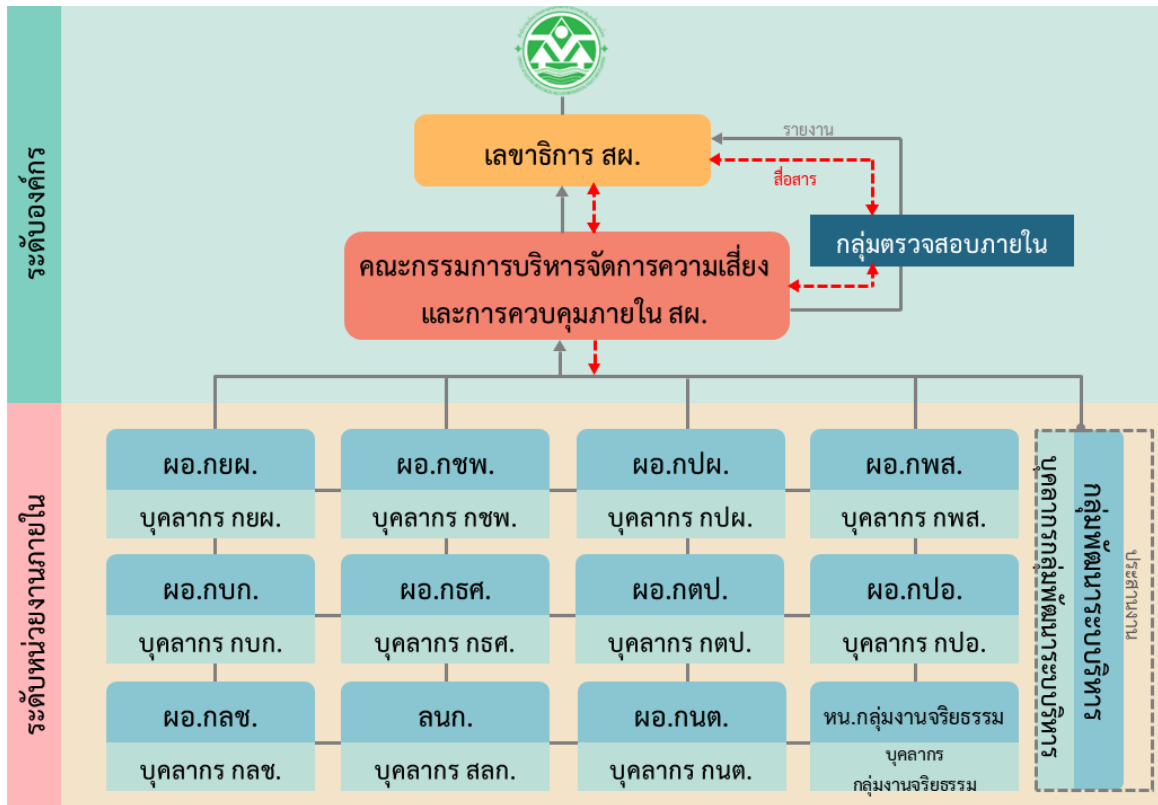 ระดับองค์กร
เลขาธิการ สผ.
รายงาน
สื่อสาร
กลุ่มตรวจสอบภายใน
คณะกรรมการบริหารจัดการความเสี่ยง
และการควบคุมภายใน สผ.
ระดับหน่วยงานภายใน
ผอ.กยผ.
บุคลากร กยผ.
ผอ.กชพ.
บุคลากร กชพ.
ผอ.กปผ.
บุคลากร กปผ.
ผอ.กพส.
บุคลากร กพส.
ผอ.กบก.
บุคลากร กบก.
ผอ.กธศ.
บุคลากร กธศ.
ผอ.กตป.
บุคลากร กตป.
ผอ.กปอ.
บุคลากร กปอ.
ผอ.กลช.
บุคลากร กลช.
ลนก.
บุคลากร สลก.
ผอ.กนต.
บุคลากร กนต.
หน.กลุ่มงานจริยธรรม
บุคลากร
กลุ่มงานจริยธรรม
กลุ่มพัฒนาระบบบริหาร
บุคลากรกลุ่มพัฒนาระบบบริหาร
ประสานงาน